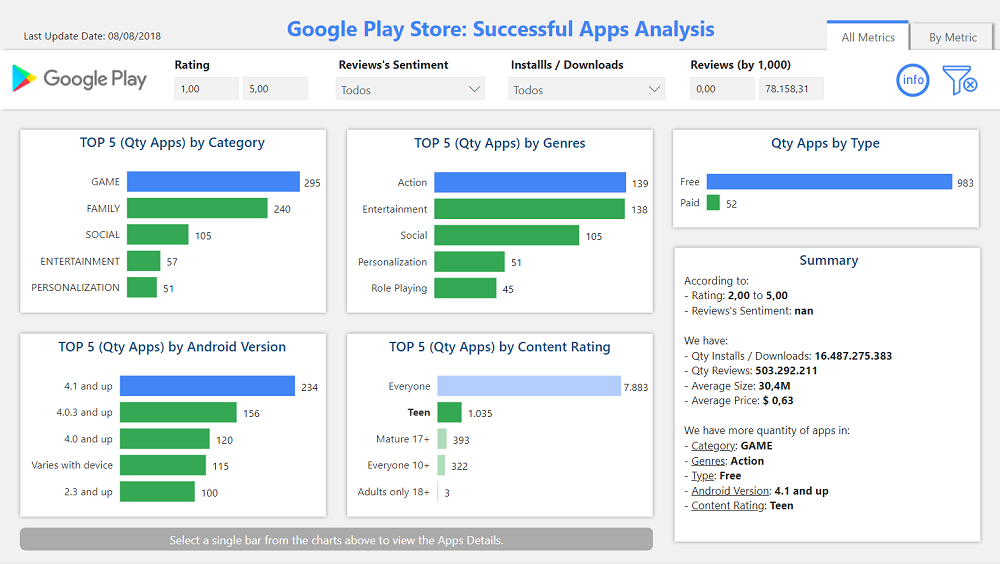 Google Play Store: Successful Apps Analysis
Last Update Date: 08/08/2018
All Metrics
By Metric
Google Play
Rating
1,00
5,00
Reviews's Sentiment
Todos
Installls / Downloads
Todos
Reviews (by 1,000)
0,00
78.158,31
info
TOP 5 (Qty Apps) by Category
GAME 295
FAMILY 240
SOCIAL 105
ENTERTAINMENT 57
PERSONALIZATION 51
TOP 5 (Qty Apps) by Genres
Action 139
Entertainment 138
Social 105
Personalization 51
Role Playing 45
Qty Apps by Type
Free 983
Paid 52
TOP 5 (Qty Apps) by Android Version
4.1 and up 234
4.0.3 and up 156
4.0 and up 120
Varies with device 115
2.3 and up 100
TOP 5 (Qty Apps) by Content Rating
Everyone 7.883
Teen 1.035
Mature 17+ 393
Everyone 10+ 322
Adults only 18+ 3
Summary
According to:
- Rating: 2,00 to 5,00
- Reviews's Sentiment: nan
We have:
- Qty Installs / Downloads: 16.487.275.383
- Qty Reviews: 503.292.211
- Average Size: 30,4M
- Average Price: $ 0,63
We have more quantity of apps in:
- Category: GAME
- Genres: Action
- Type: Free
- Android Version: 4.1 and up
- Content Rating: Teen
Select a single bar from the charts above to view the Apps Details.